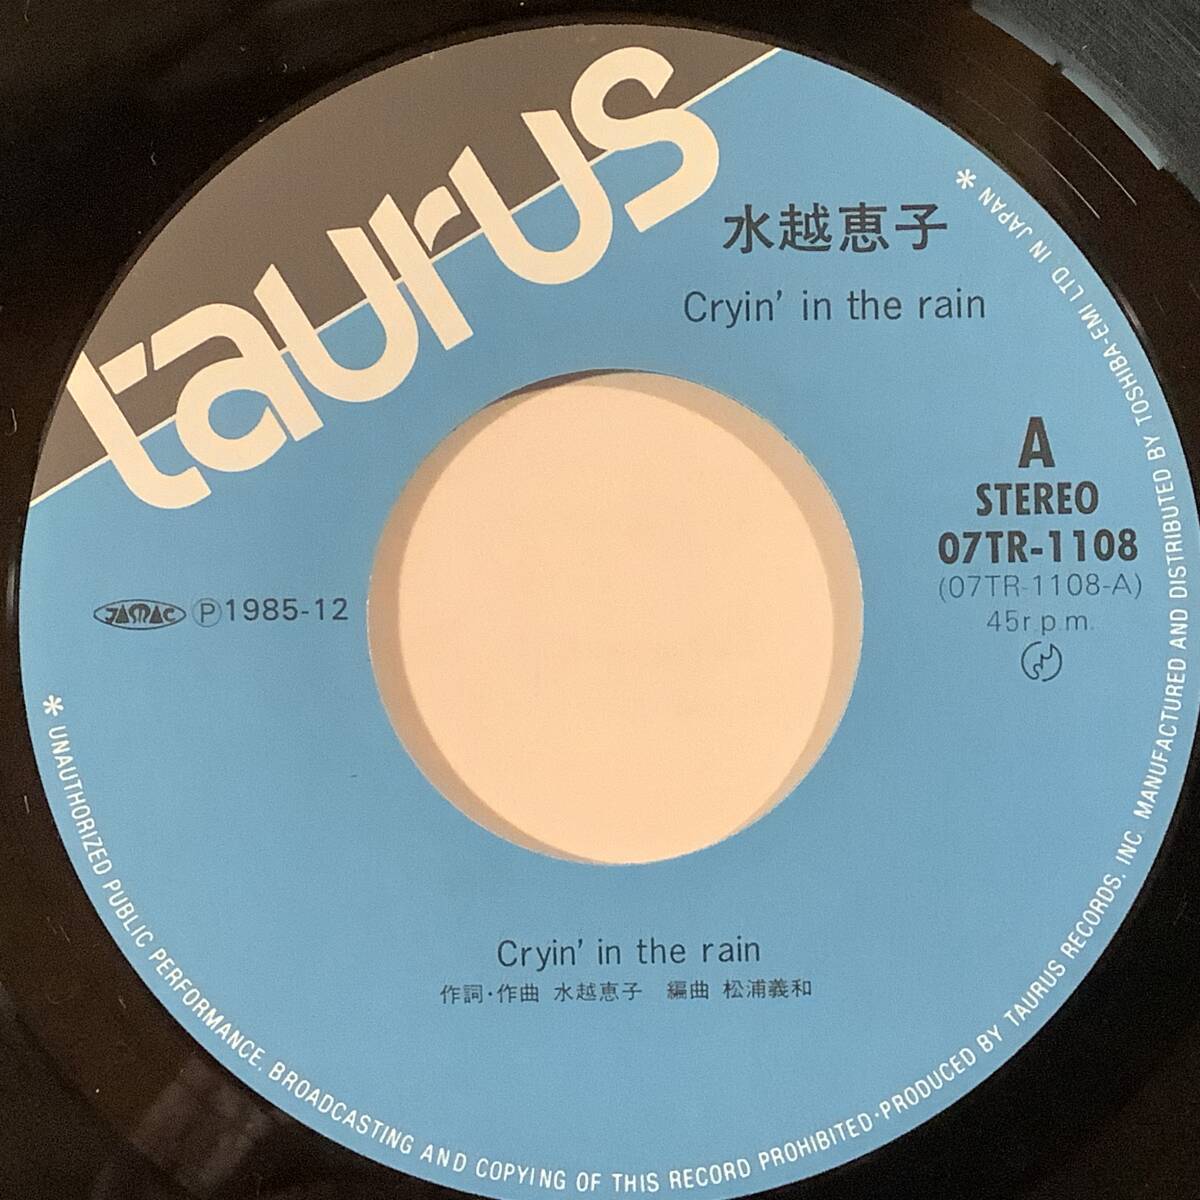 taurus
水越恵子
Cryin' in the rain
A
STEREO
07TR-1108
(07TR-1108-A)
45r.p.m.
JAMAC Ⓟ1985-12
Cryin' in the rain
作詞・作曲 水越恵子 編曲 松浦義和
* UNAUTHORIZED PUBLIC PERFORMANCE, BROADCASTING AND COPYING OF THIS RECORD PROHIBITED·PRODUCED BY TAURUS RECORDS, INC. MANUFACTURED AND DISTRIBUTED BY TOSHIBA-EMI LTD. IN JAPAN *